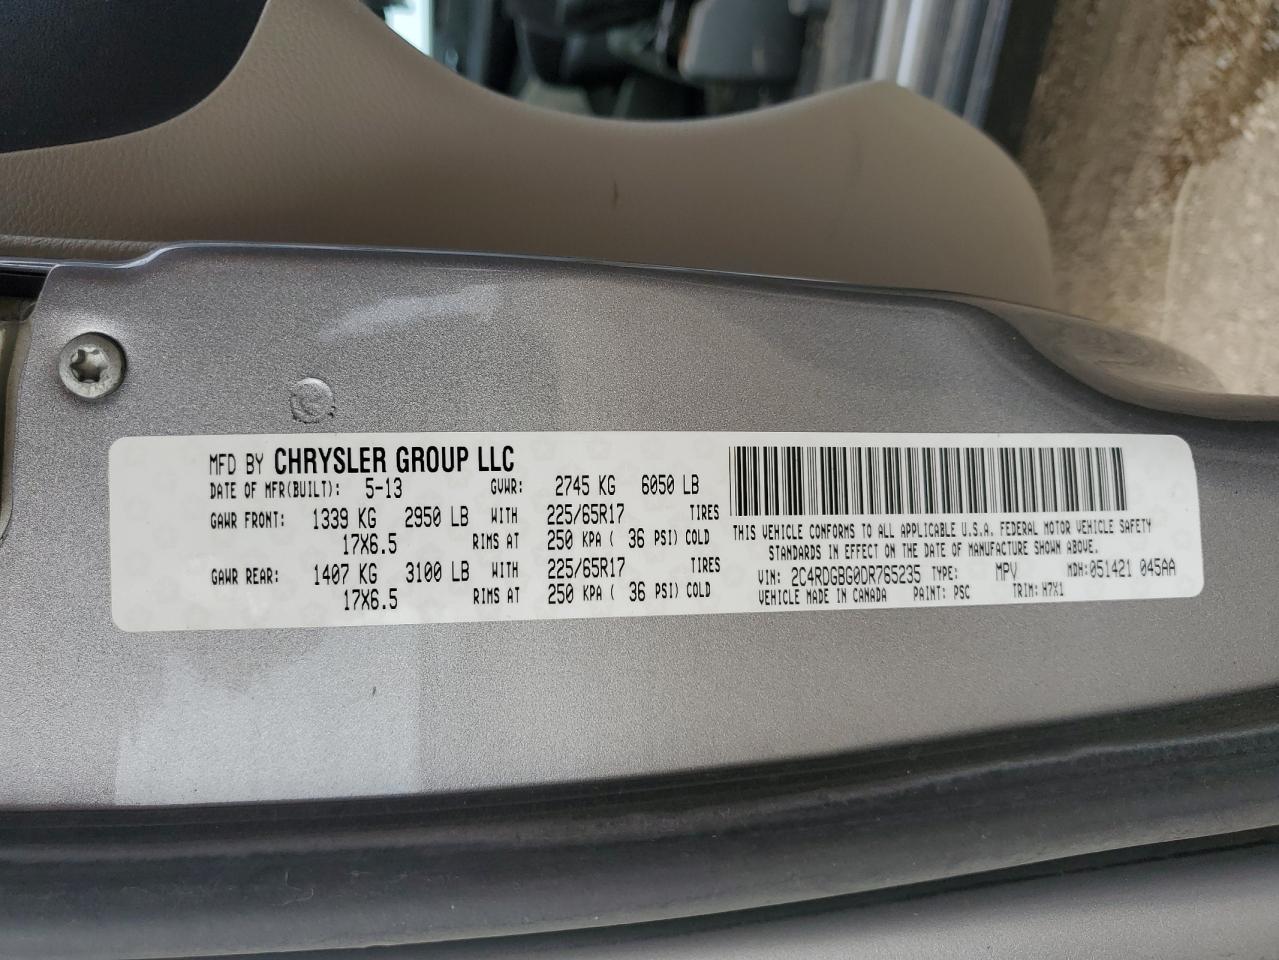 MFD BY CHRYSLER GROUP LLC
DATE OF MFR(BUILT): 5-13 GVWR: 2745 KG 6050 LB
GAWR FRONT: 1339 KG 2950 LB WITH 225/65R17 TIRES
17X6.5 RIMS AT 250 KPA ( 36 PSI) COLD
GAWR REAR: 1407 KG 3100 LB WITH 225/65R17 TIRES
17X6.5 RIMS AT 250 KPA ( 36 PSI) COLD
THIS VEHICLE CONFORMS TO ALL APPLICABLE U.S.A. FEDERAL MOTOR VEHICLE SAFETY
STANDARDS IN EFFECT ON THE DATE OF MANUFACTURE SHOWN ABOVE.
VIN: 2C4RDGBG0DR765235 TYPE: MPV MDH:051421 045AA
VEHICLE MADE IN CANADA PAINT: PSC TRIM: H7X1